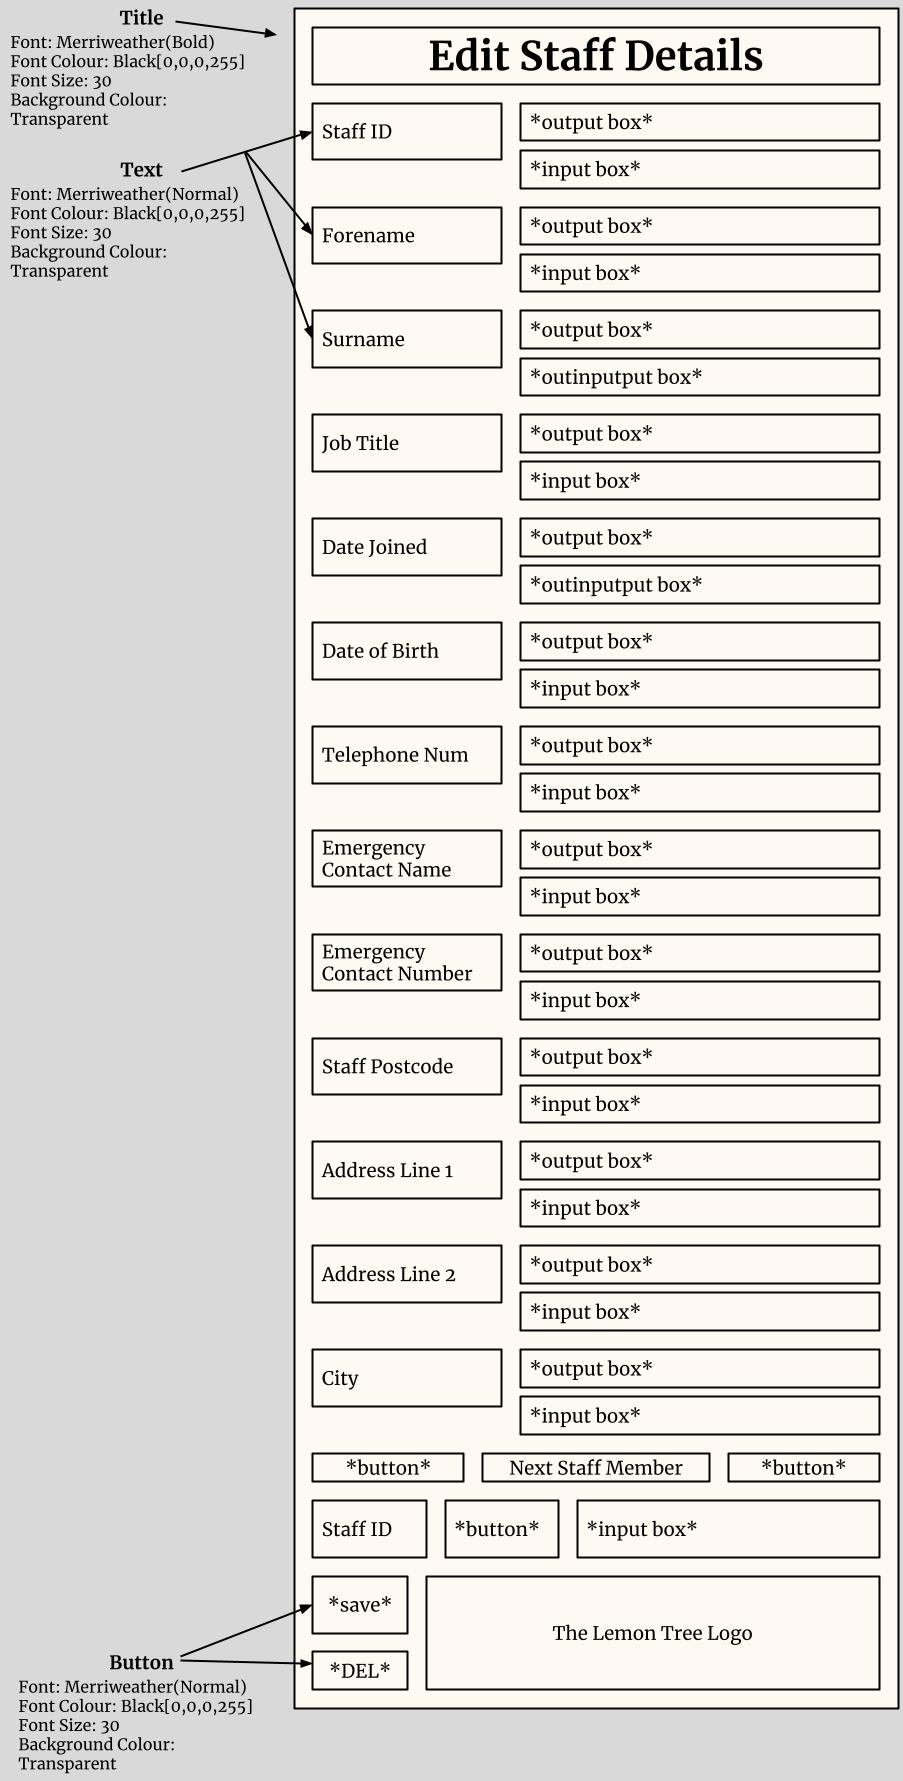 Title
Font: Merriweather(Bold)
Font Colour: Black[0,0,0,255]
Font Size: 30
Background Colour:
Transparent
Text
Font: Merriweather(Normal)
Font Colour: Black[0,0,0,255]
Font Size: 30
Background Colour:
Transparent
Edit Staff Details
Staff ID
*output box*
*input box*
Forename
*output box*
*input box*
Surname
*output box*
*outinputput box*
Job Title
*output box*
*input box*
Date Joined
*output box*
*outinputput box*
Date of Birth
*output box*
*input box*
Telephone Num
*output box*
*input box*
Emergency
Contact Name
*output box*
*input box*
Emergency
Contact Number
*output box*
*input box*
Staff Postcode
*output box*
*input box*
Address Line 1
*output box*
*input box*
Address Line 2
*output box*
*input box*
City
*output box*
*input box*
*button*
Next Staff Member
*button*
Staff ID
*button*
*input box*
*save*
*DEL*
The Lemon Tree Logo
Button
Font: Merriweather(Normal)
Font Colour: Black[0,0,0,255]
Font Size: 30
Background Colour:
Transparent